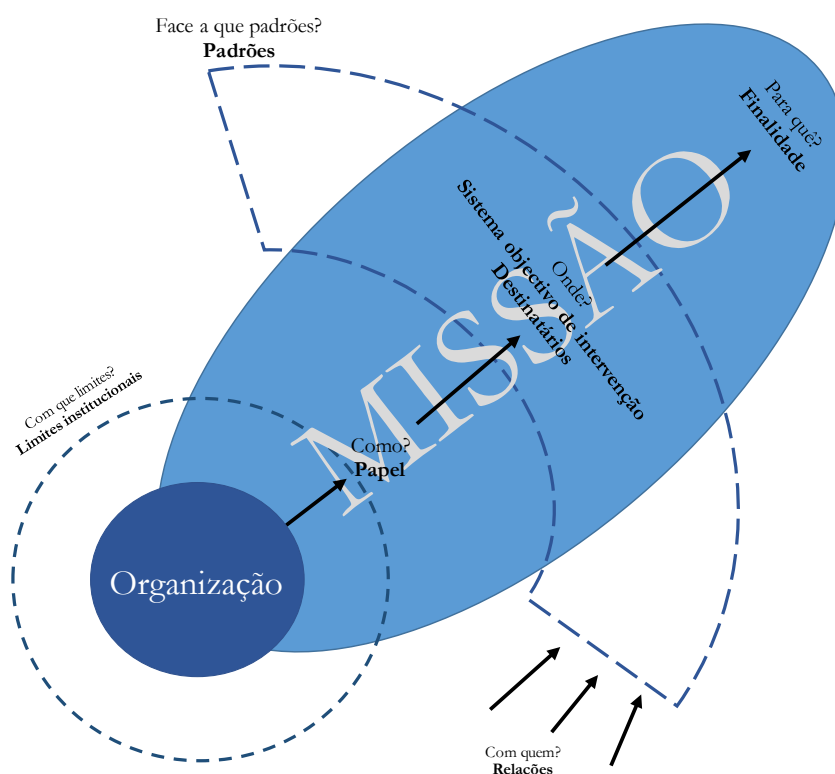 Face a que padrões?
Padrões
Para quê?
Finalidade
MISSÃO
Onde?
Sistema objectivo de intervenção
Destinatários
Com que limites?
Limites institucionais
Como?
Papel
Organização
Com quem?
Relações